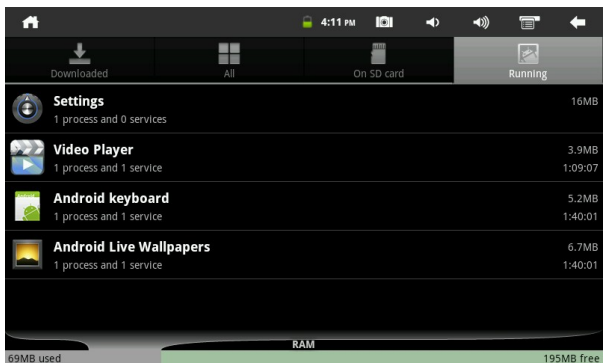 4:11 PM
Downloaded
All
On SD card
Running
Settings
16MB
1 process and 0 services
Video Player
3.9MB
1 process and 1 service
1:09:07
Android keyboard
5.2MB
1 process and 1 service
1:40:01
Android Live Wallpapers
6.7MB
1 process and 1 service
1:40:01
RAM
69MB used
195MB free